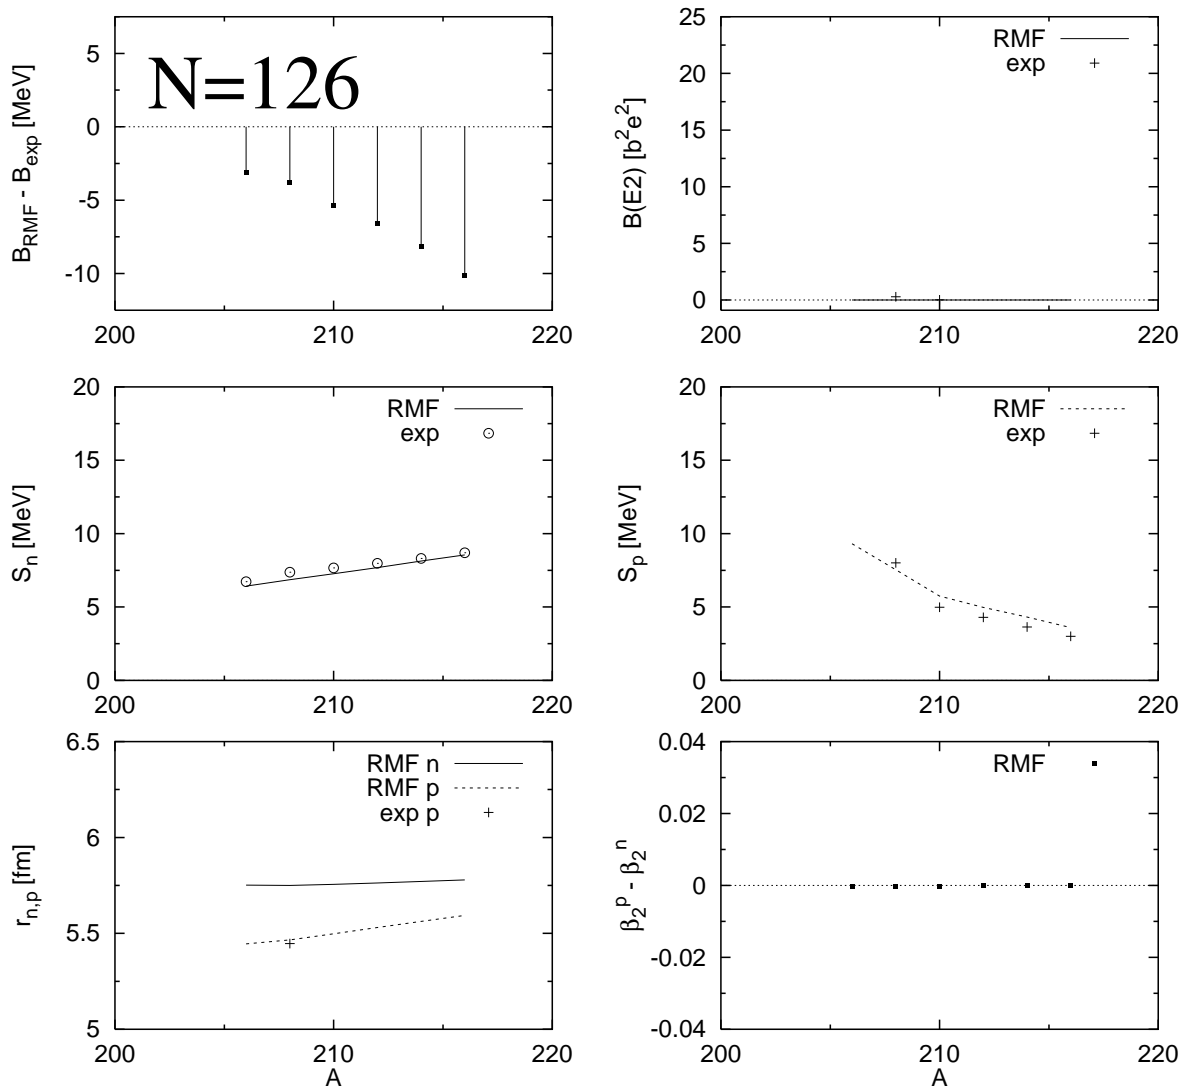 N=126
B_RMF - B_exp [MeV]
5
0
-5
-10
200
210
220
B(E2) [b^2e^2]
RMF
exp
25
20
15
10
5
0
200
210
220
S_n [MeV]
RMF
exp
20
15
10
5
0
200
210
220
S_p [MeV]
RMF
exp
20
15
10
5
0
200
210
220
r_n,p [fm]
RMF n
RMF p
exp p
6.5
6
5.5
5
200
210
220
A
β_2^p - β_2^n
RMF
0.04
0.02
0
-0.02
-0.04
200
210
220
A